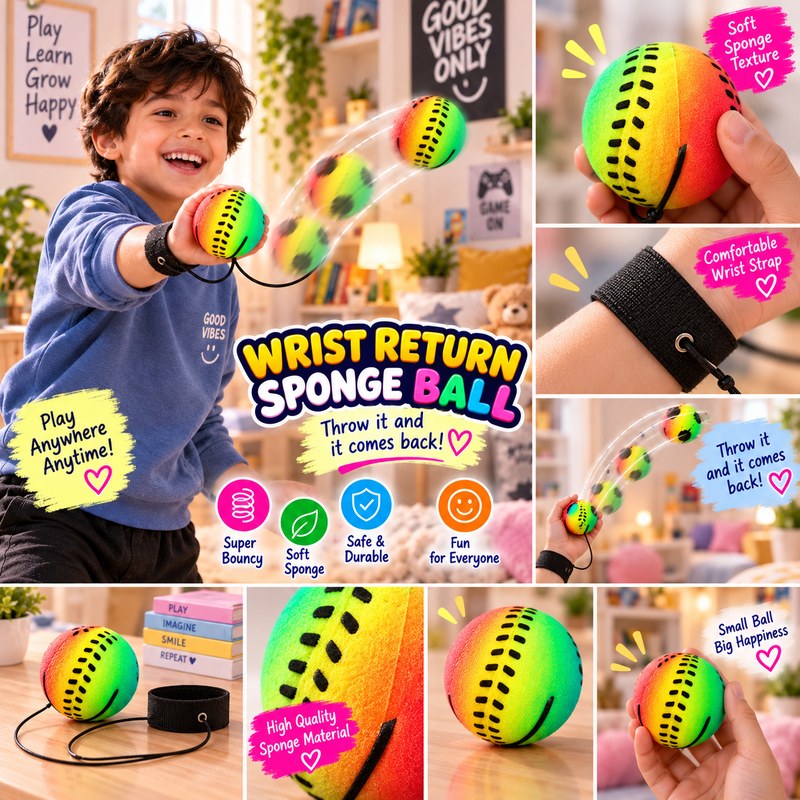 Play
Learn
Grow
Happy
GOOD
VIBES
ONLY
GAME
ON
GOOD
VIBES
WRIST RETURN
SPONGE BALL
Throw it and
it comes back!
Play
Anywhere
Anytime!
Super
Bouncy
Soft
Sponge
Safe &
Durable
Fun
for Everyone
Soft
Sponge
Texture
Comfortable
Wrist Strap
Throw it
and it comes
back!
PLAY
IMAGINE
SMILE
REPEAT ♥
High Quality
Sponge Material
Small Ball
Big Happiness